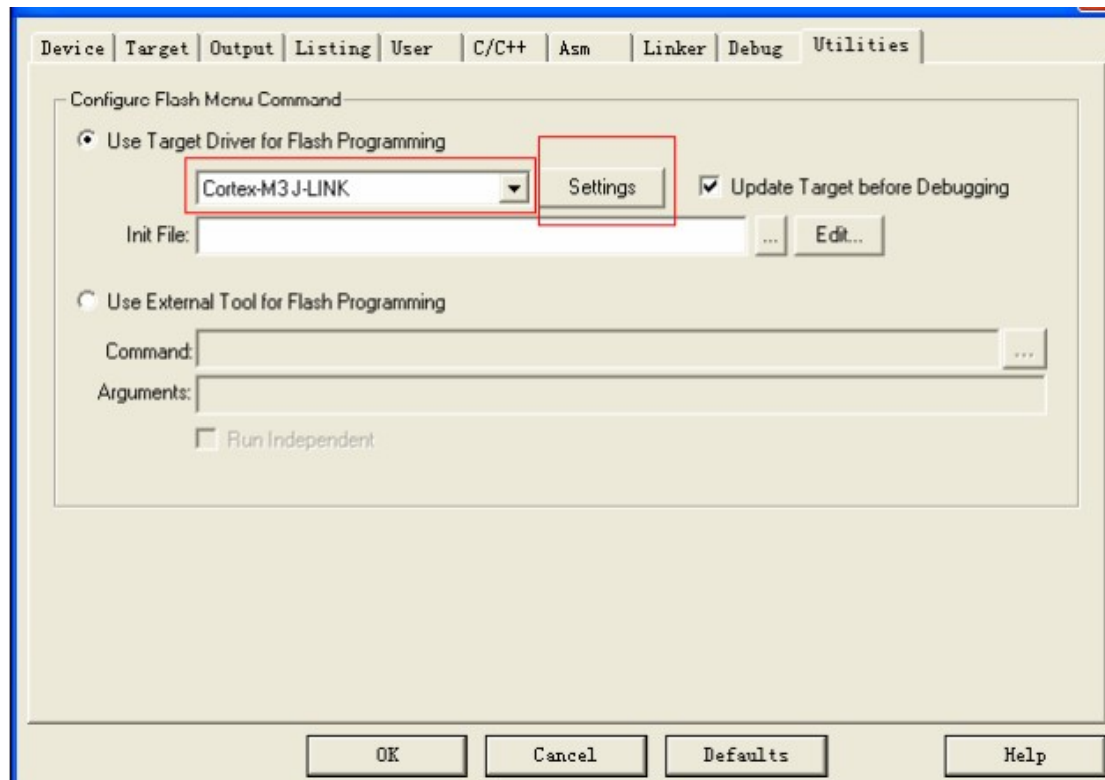 Device Target Output Listing User C/C++ Asm Linker Debug Utilities
Configure Flash Menu Command
Use Target Driver for Flash Programming
Cortex-M3 J-LINK Settings Update Target before Debugging
Init File: ... Edit...
Use External Tool for Flash Programming
Command: ...
Arguments:
Run Independent
OK Cancel Defaults Help